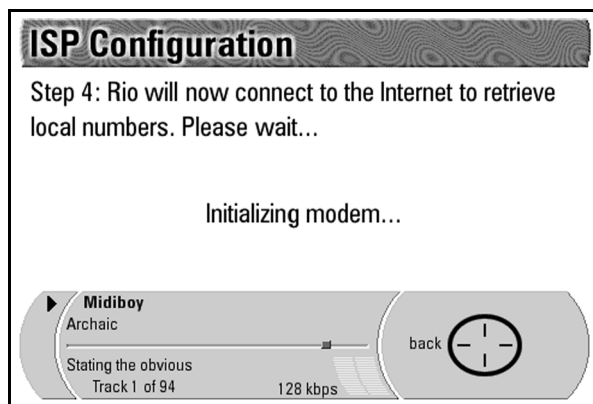 ISP Configuration
Step 4: Rio will now connect to the Internet to retrieve
local numbers. Please wait...
Initializing modem...
Midiboy
Archaic
Stating the obvious
Track 1 of 94
128 kbps
back